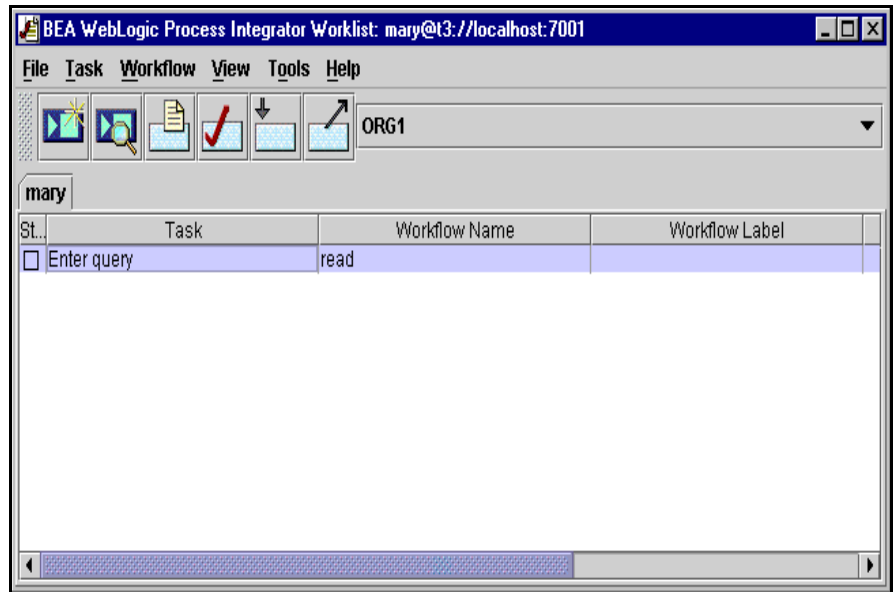 BEA WebLogic Process Integrator Worklist: mary@t3://localhost:7001
File Task Workflow View Tools Help
ORG1
mary
St... Task Workflow Name Workflow Label
Enter query read